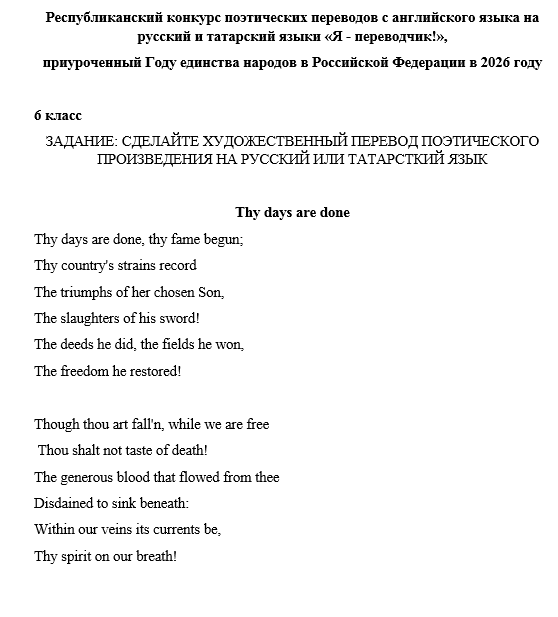 Республиканский конкурс поэтических переводов с английского языка на
русский и татарский языки «Я - переводчик!»,
приуроченный Году единства народов в Российской Федерации в 2026 году
6 класс
ЗАДАНИЕ: СДЕЛАЙТЕ ХУДОЖЕСТВЕННЫЙ ПЕРЕВОД ПОЭТИЧЕСКОГО
ПРОИЗВЕДЕНИЯ НА РУССКИЙ ИЛИ ТАТАРСТКИЙ ЯЗЫК
Thy days are done
Thy days are done, thy fame begun;
Thy country's strains record
The triumphs of her chosen Son,
The slaughters of his sword!
The deeds he did, the fields he won,
The freedom he restored!
Though thou art fall'n, while we are free
Thou shalt not taste of death!
The generous blood that flowed from thee
Disdained to sink beneath:
Within our veins its currents be,
Thy spirit on our breath!